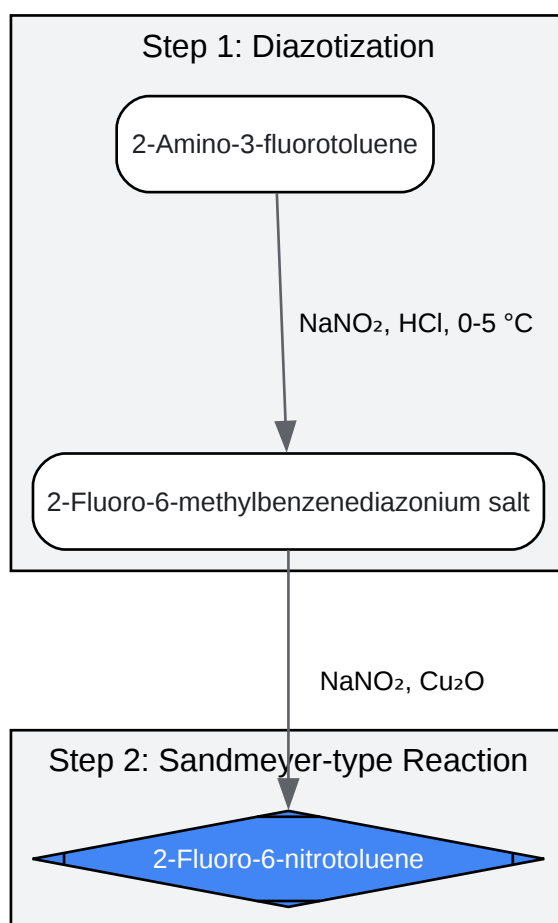 Step 1: Diazotization
2-Amino-3-fluorotoluene
NaNO₂, HCl, 0-5 °C
2-Fluoro-6-methylbenzenediazonium salt
NaNO₂, Cu₂O
Step 2: Sandmeyer-type Reaction
2-Fluoro-6-nitrotoluene